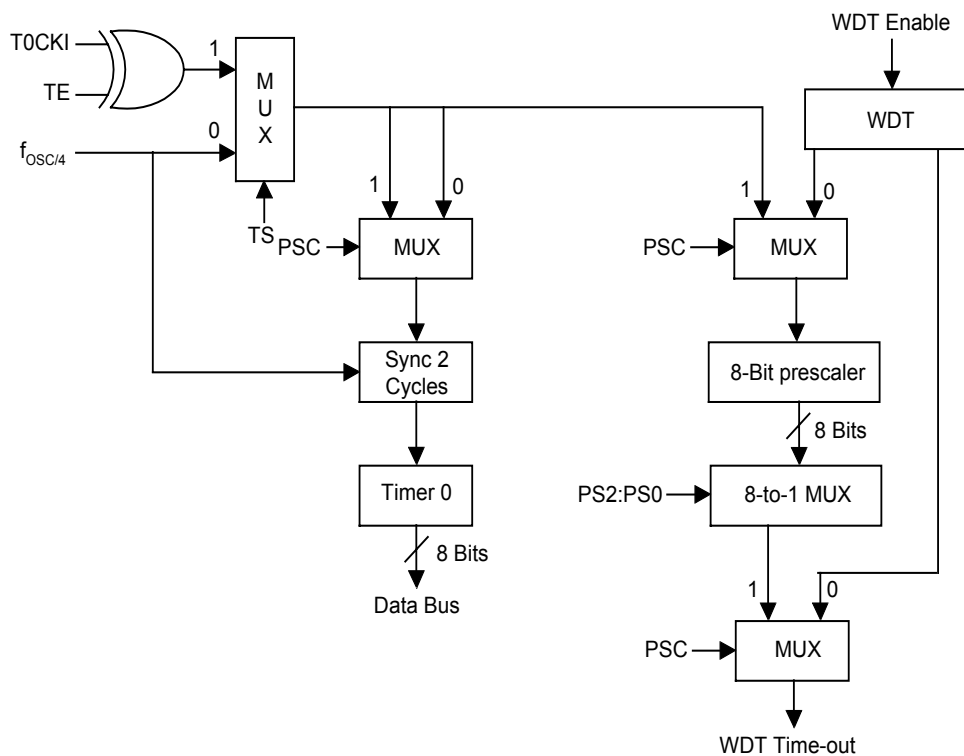 WDT Enable
T0CKI
TE
1
M
U
X
WDT
0
fOSC/4
1
0
1
0
TS
PSC
MUX
PSC
MUX
Sync 2
Cycles
8-Bit prescaler
8 Bits
Timer 0
PS2:PS0
8-to-1 MUX
8 Bits
Data Bus
1
0
PSC
MUX
WDT Time-out